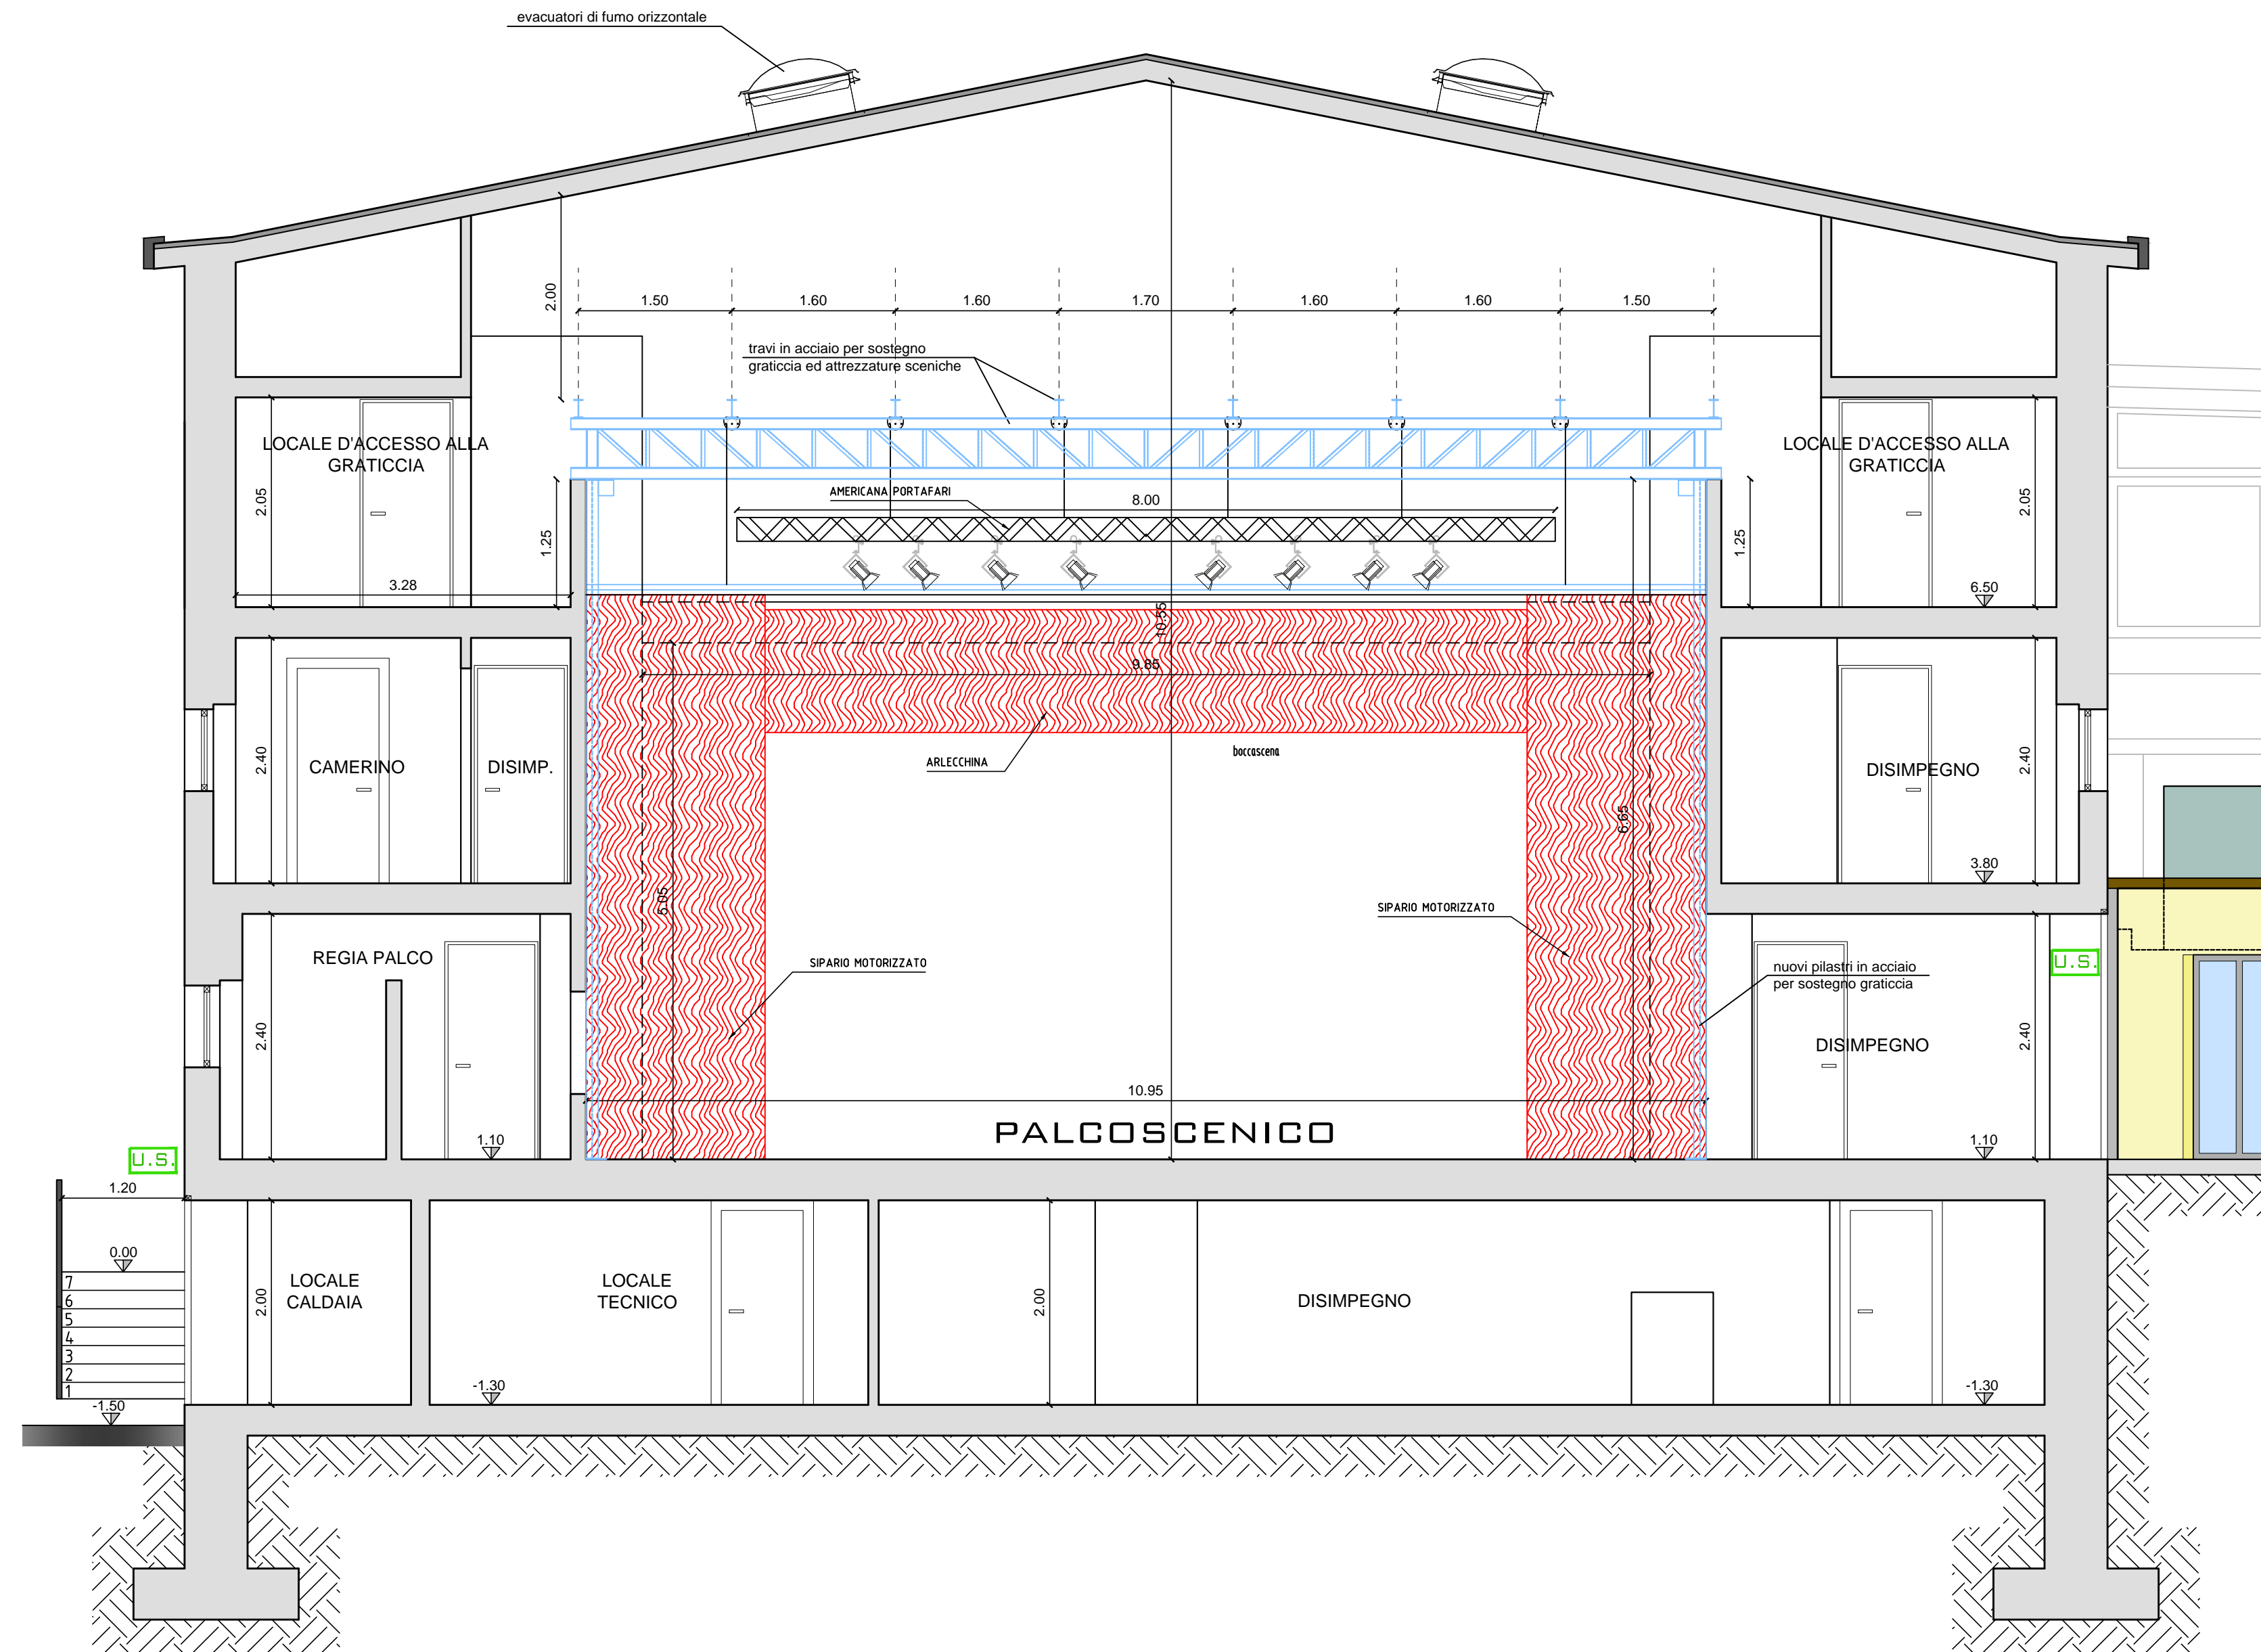 evacuatori di fumo orizzontale
2.00
1.50
1.60
1.60
1.70
1.60
1.60
1.50
travi in acciaio per sostegno
graticcia ed attrezzature sceniche
LOCALE D'ACCESSO ALLA
GRATICCIA
LOCALE D'ACCESSO ALLA
GRATICCIA
2.05
1.25
3.28
AMERICANA PORTAFARI
8.00
1.25
2.05
6.50
10.55
9.85
2.40
CAMERINO
DISIMP.
ARLECCHINA
boccascena
6.65
DISIMPEGNO
2.40
3.80
5.05
SIPARIO MOTORIZZATO
SIPARIO MOTORIZZATO
REGIA PALCO
2.40
1.10
nuovi pilastri in acciaio
per sostegno graticcia
U.S.
DISIMPEGNO
2.40
1.10
10.95
PALCOSCENICO
U.S.
1.20
0.00
7
6
5
4
3
2
1
-1.50
2.00
LOCALE
CALDAIA
LOCALE
TECNICO
-1.30
2.00
DISIMPEGNO
-1.30